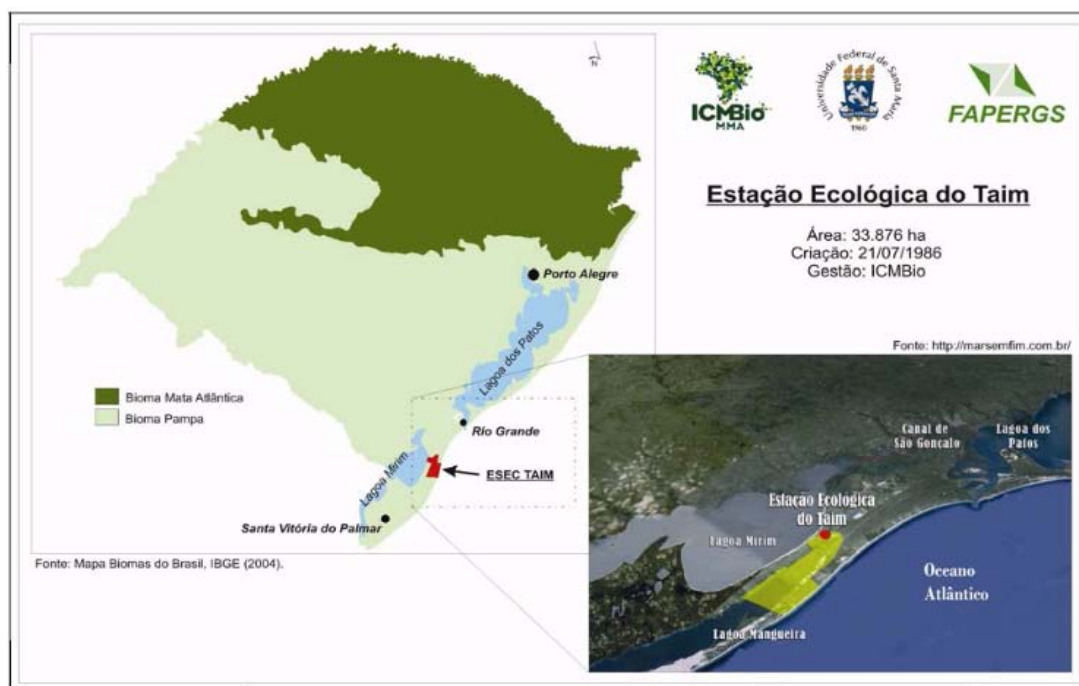 N
Porto Alegre
Lagoa dos Patos
Bioma Mata Atlântica
Bioma Pampa
Rio Grande
Lagoa Mirim
ESEC TAIM
Santa Vitória do Palmar
Fonte: Mapa Biomas do Brasil, IBGE (2004).
ICMBio
MMA
Universidade Federal de Santa Maria
1960
FAPERGS
Estação Ecológica do Taim
Área: 33.876 ha
Criação: 21/07/1986
Gestão: ICMBio
Fonte: http://marsemfim.com.br/
Canal de
São Gonçalo
Lagoa dos
Patos
Estação Ecológica
do Taim
Lagoa Mirim
Oceano
Atlântico
Lagoa Mangueira